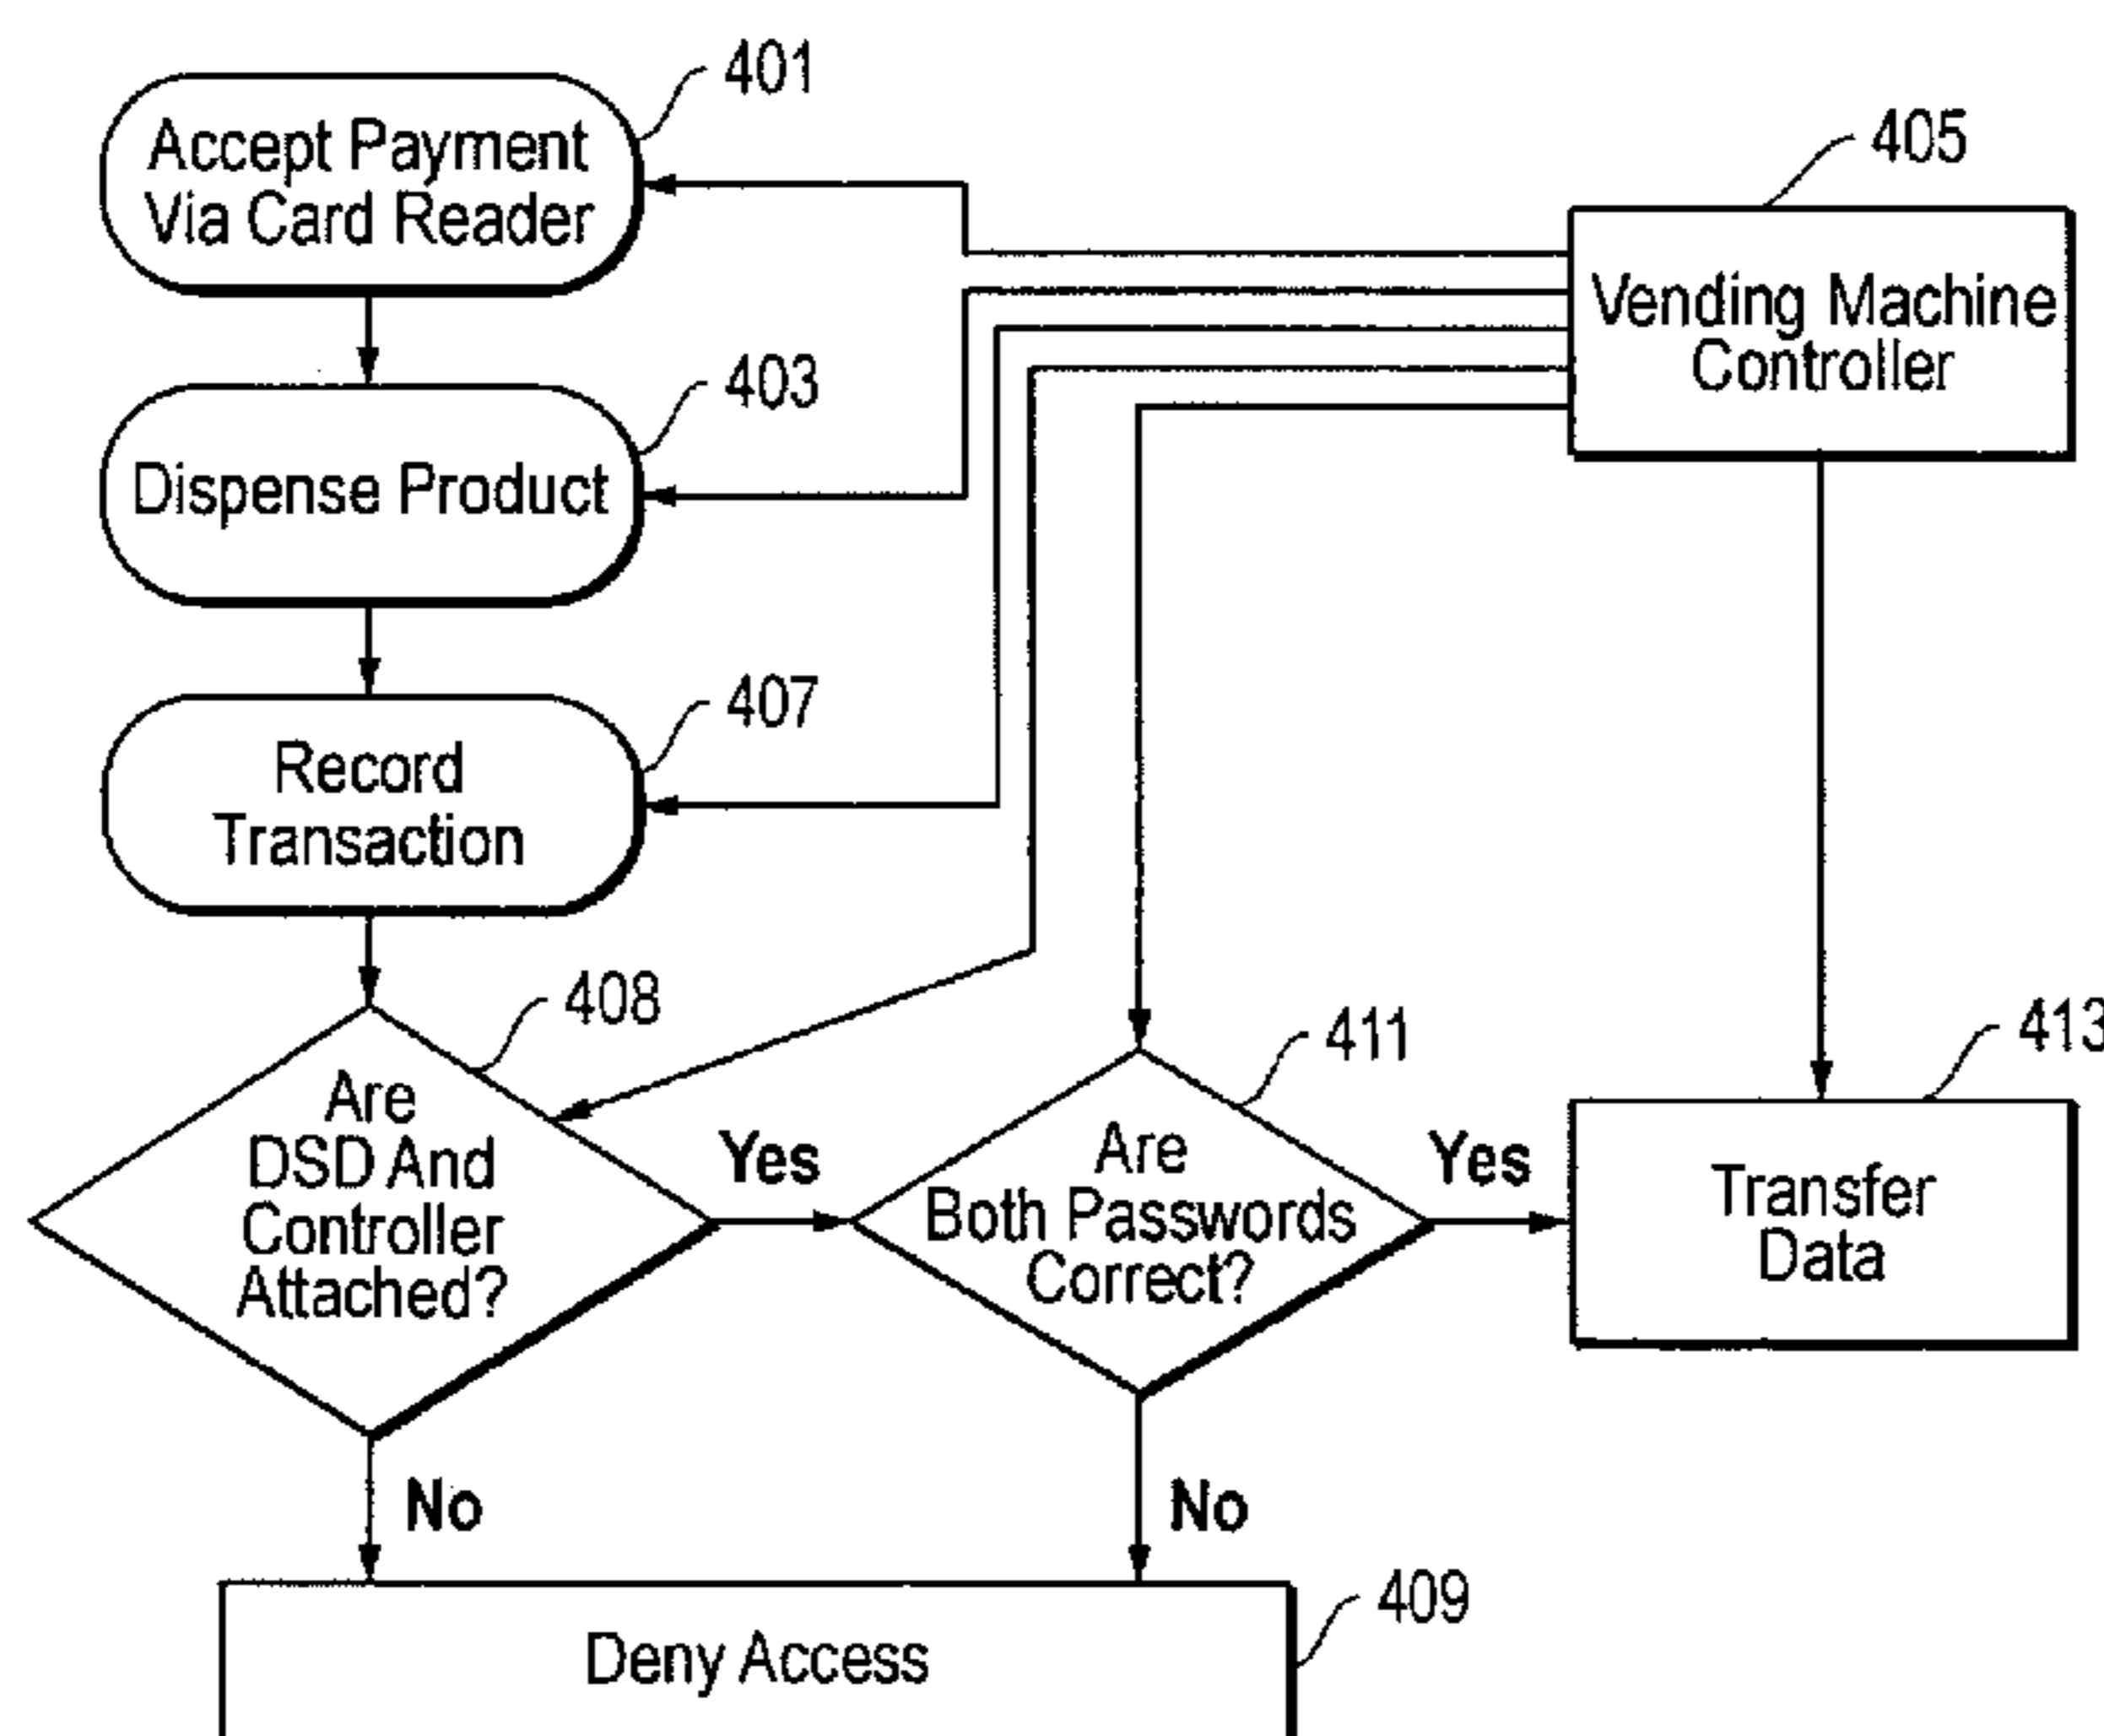 401
Accept Payment
Via Card Reader
405
Vending Machine
Controller
403
Dispense Product
407
Record
Transaction
408
Are
DSD And
Controller
Attached?
Yes
411
Are
Both Passwords
Correct?
Yes
413
Transfer
Data
No
No
409
Deny Access